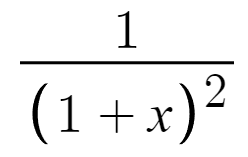 1
(1 + x)²